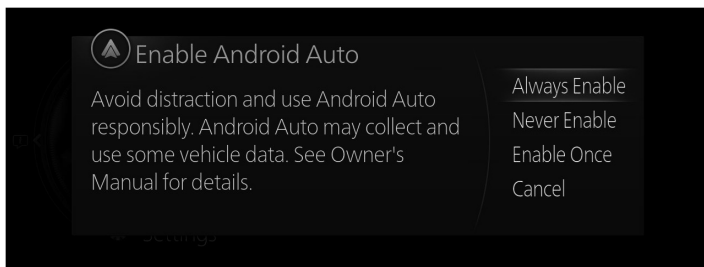 Enable Android Auto
Avoid distraction and use Android Auto
responsibly. Android Auto may collect and
use some vehicle data. See Owner's
Manual for details.
Always Enable
Never Enable
Enable Once
Cancel
Settings